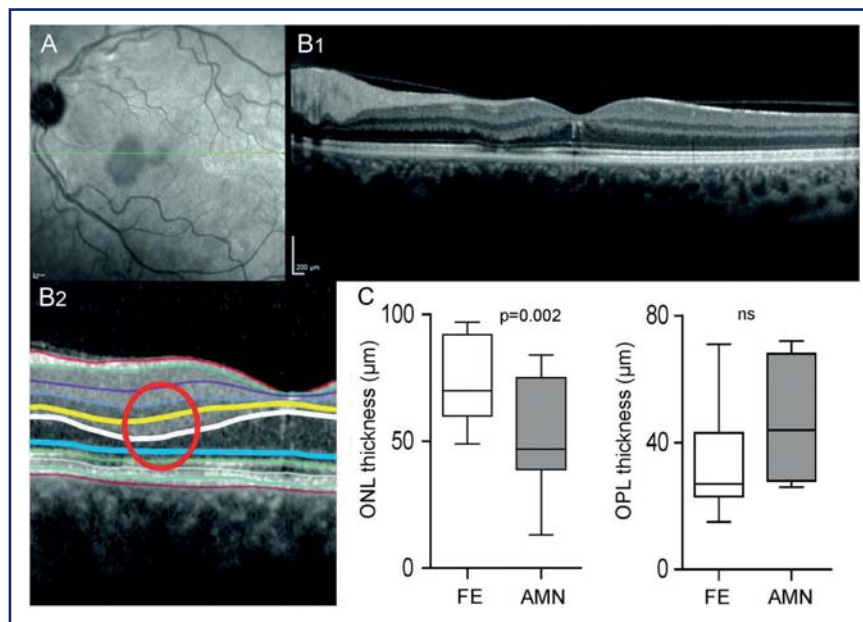 A
B1
200 µm
B2
C
100
50
0
ONL thickness (µm)
p=0.002
FE
AMN
80
40
0
OPL thickness (µm)
ns
FE
AMN